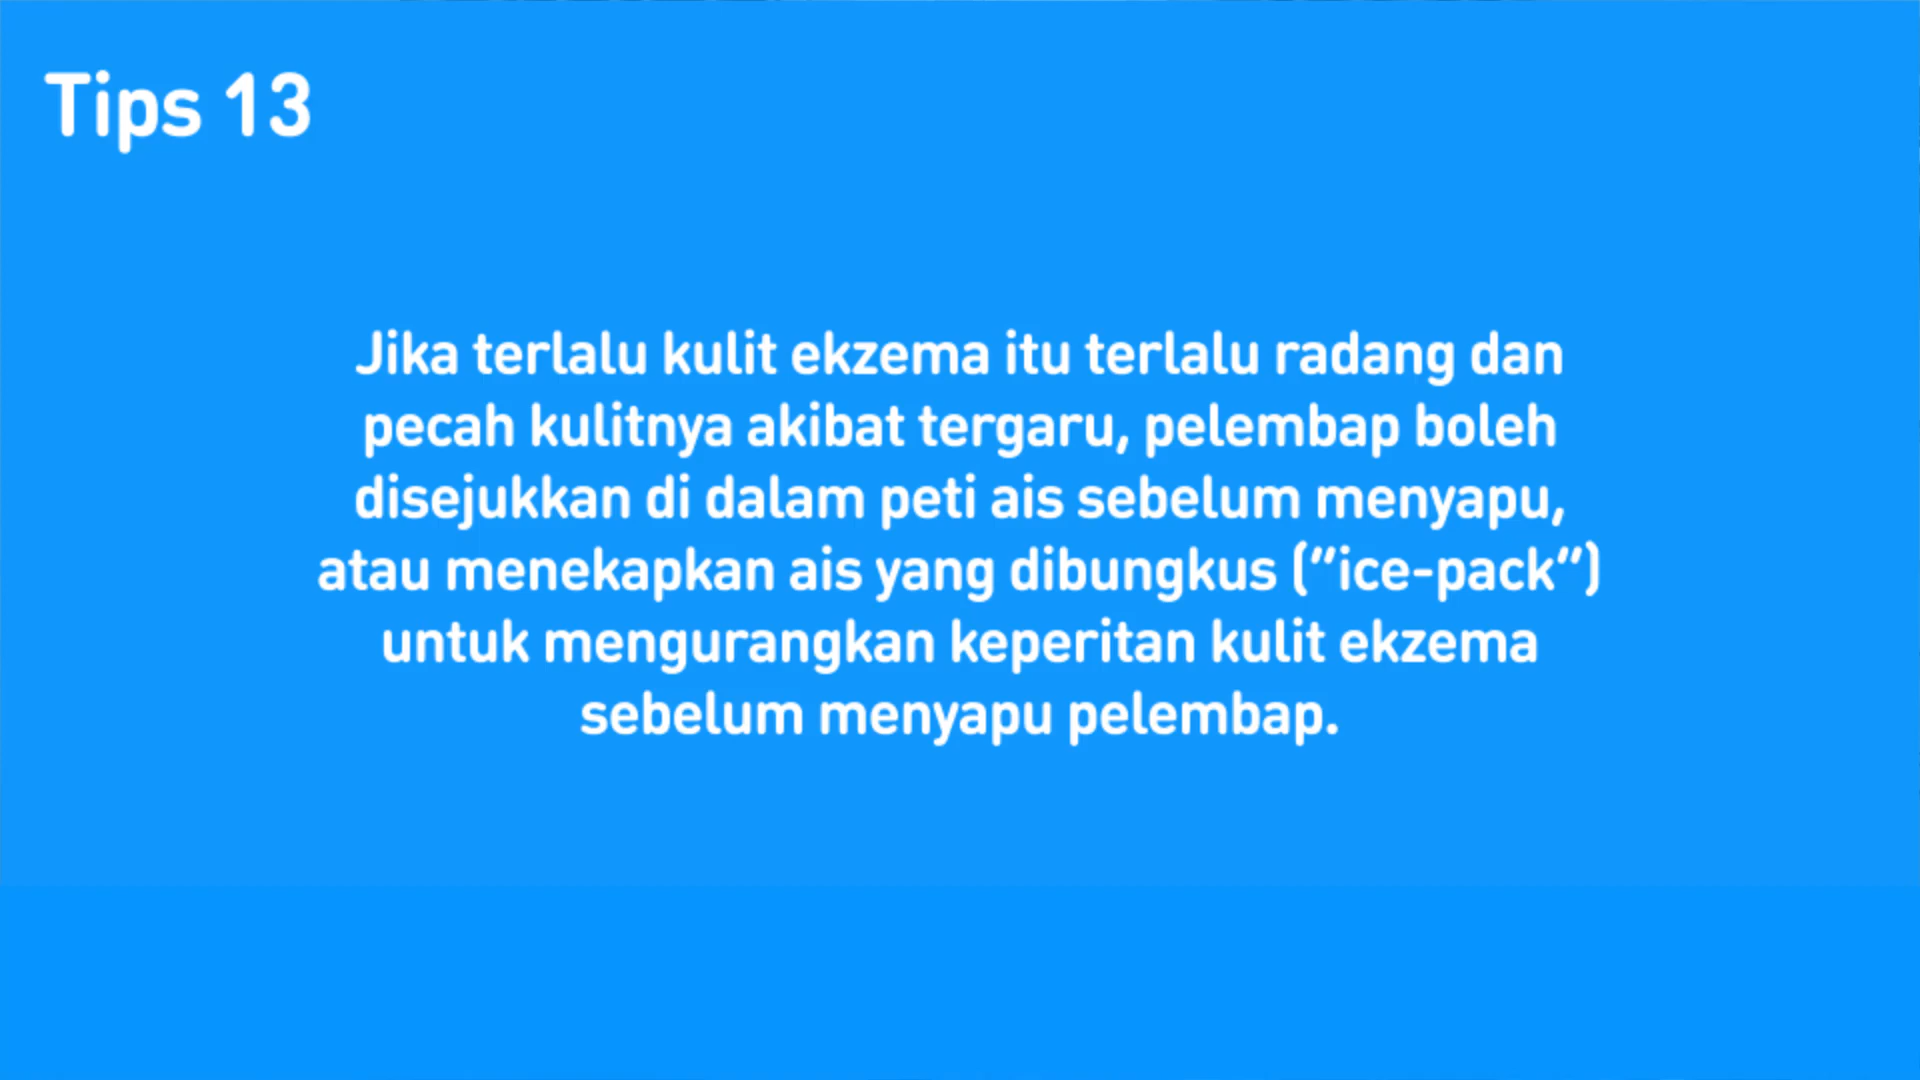 Tips 13
Jika terlalu kulit ekzema itu terlalu radang dan
pecah kulitnya akibat tergaru, pelembap boleh
disejukkan di dalam peti ais sebelum menyapu,
atau menekapkan ais yang dibungkus ("ice-pack")
untuk mengurangkan keperitan kulit ekzema
sebelum menyapu pelembap.